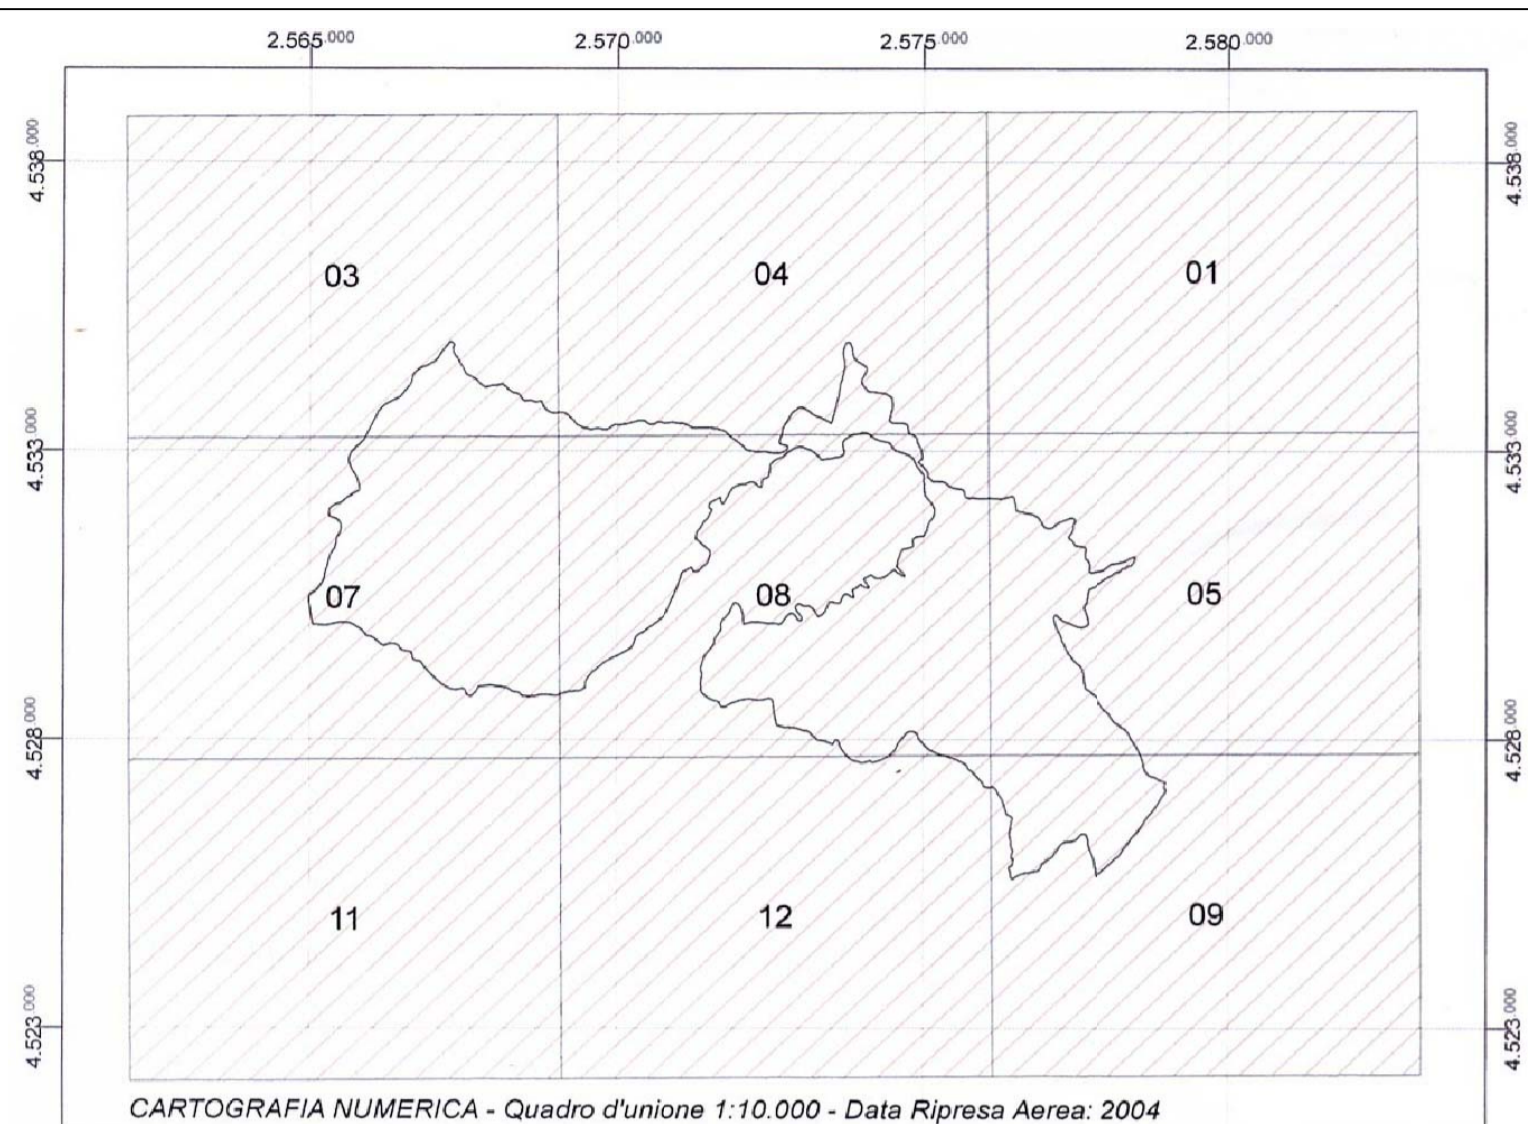 2.565.000 2.570.000 2.575.000 2.580.000
4.538.000 4.538.000
03 04 01
4.533.000 4.533.000
07 08 05
4.528.000 4.528.000
11 12 09
4.523.000 4.523.000
CARTOGRAFIA NUMERICA - Quadro d'unione 1:10.000 - Data Ripresa Aerea: 2004